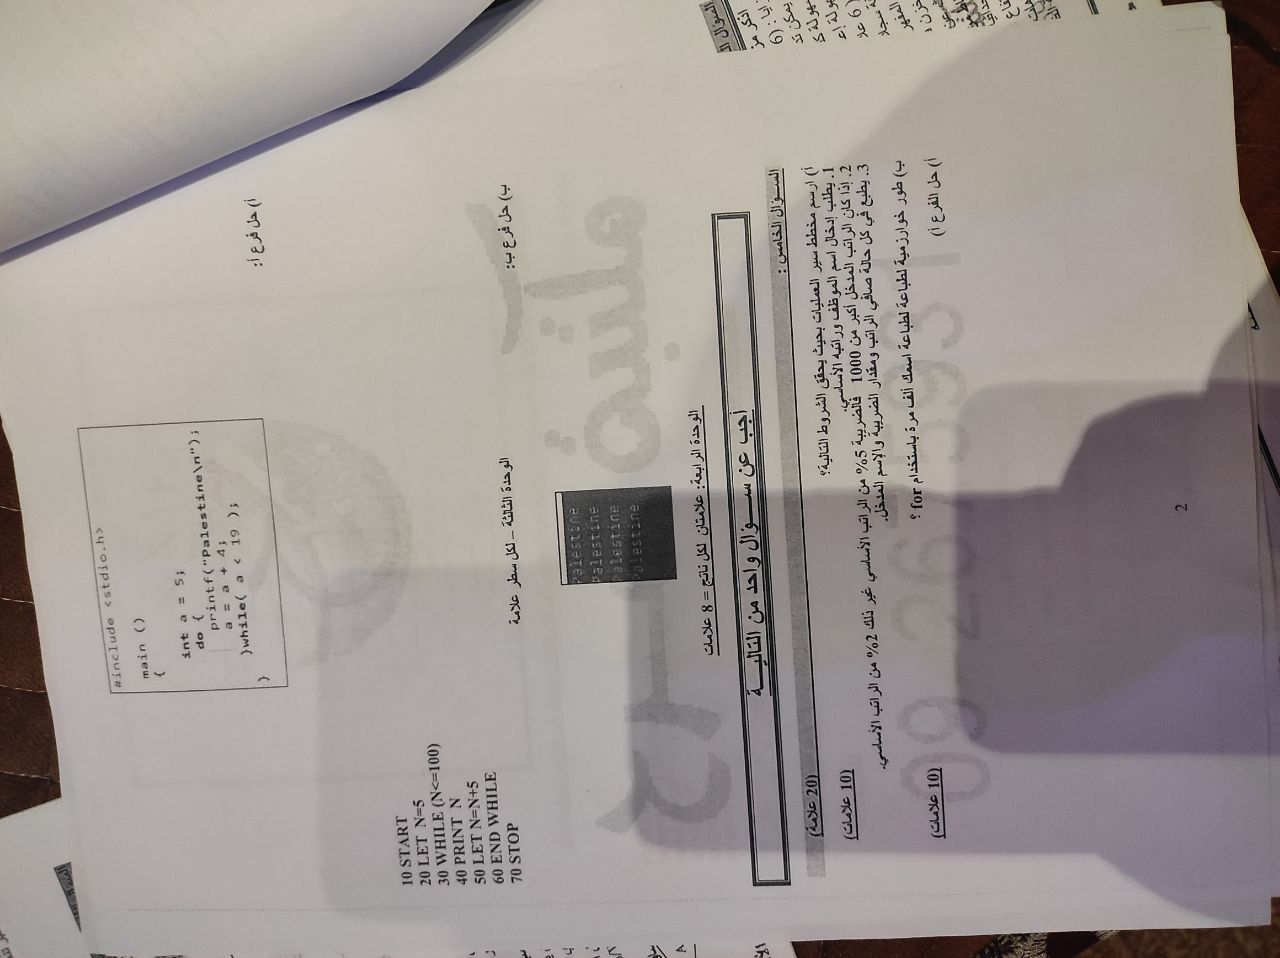 أ) حل فرع أ:
#include <stdio.h>
main ()
{
int a = 5;
do {
printf("Palestine\n");
a = a + 4;
}while( a < 19 );
}
10 START
20 LET N=5
30 WHILE (N<=100)
40 PRINT N
50 LET N=N+5
60 END WHILE
70 STOP
ب) حل فرع ب:
الوحدة الثالثة – لكل سطر علامة
Palestine
Palestine
Palestine
Palestine
الوحدة الرابعة: علامتان لكل ناتج = 8 علامات
أجب عن سؤال واحد من التاليـة
السؤال الخامس :
(20 علامة)
أ) ارسم مخطط سير العمليات بحيث يحقق الشروط التالية؟
(10 علامات)
1. يطلب إدخال اسم الموظف وراتبه الأساسي.
2. إذا كان الراتب المدخل أكبر من 1000 فالضريبة 5% من الراتب الأساسي غير ذلك 2% من الراتب الأساسي.
3. يطبع في كل حالة صافي الراتب ومقدار الضريبة والاسم المدخل.
ب) طور خوارزمية لطباعة لطباعة اسمك ألف مرة باستخدام for ؟
(10 علامات)
أ) حل الفرع أ)
2